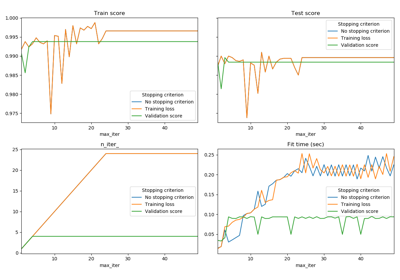 Train score
1.000
0.995
0.990
0.985
0.980
0.975
Stopping criterion
No stopping criterion
Training loss
Validation score
10
20
30
40
max_iter
Test score
Stopping criterion
No stopping criterion
Training loss
Validation score
10
20
30
40
max_iter
n_iter_
25
20
15
10
5
0
Stopping criterion
No stopping criterion
Training loss
Validation score
10
20
30
40
max_iter
Fit time (sec)
0.25
0.20
0.15
0.10
0.05
Stopping criterion
No stopping criterion
Training loss
Validation score
10
20
30
40
max_iter